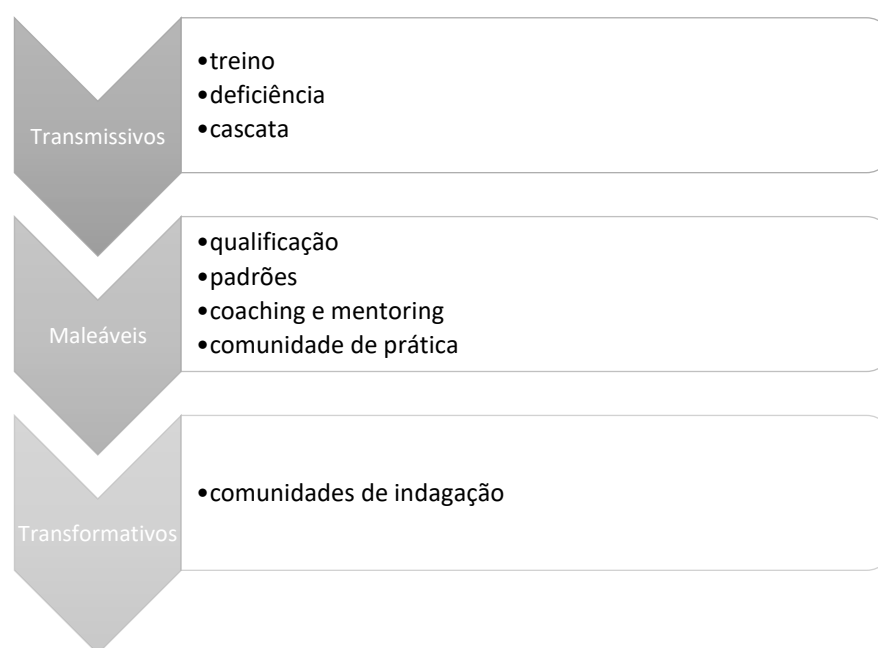 Transmissivos
•treino
•deficiência
•cascata
Maleáveis
•qualificação
•padrões
•coaching e mentoring
•comunidade de prática
Transformativos
•comunidades de indagação